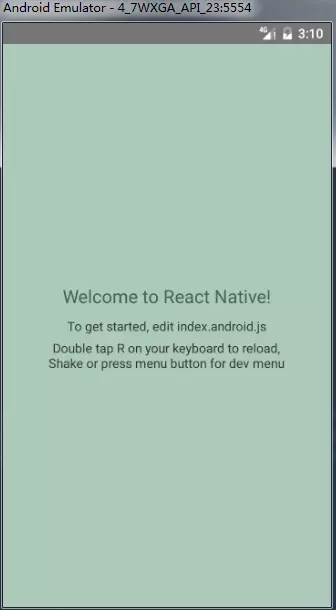 Android Emulator - 4_7WXGA_API_23:5554
4G 3:10
Welcome to React Native!
To get started, edit index.android.js
Double tap R on your keyboard to reload,
Shake or press menu button for dev menu